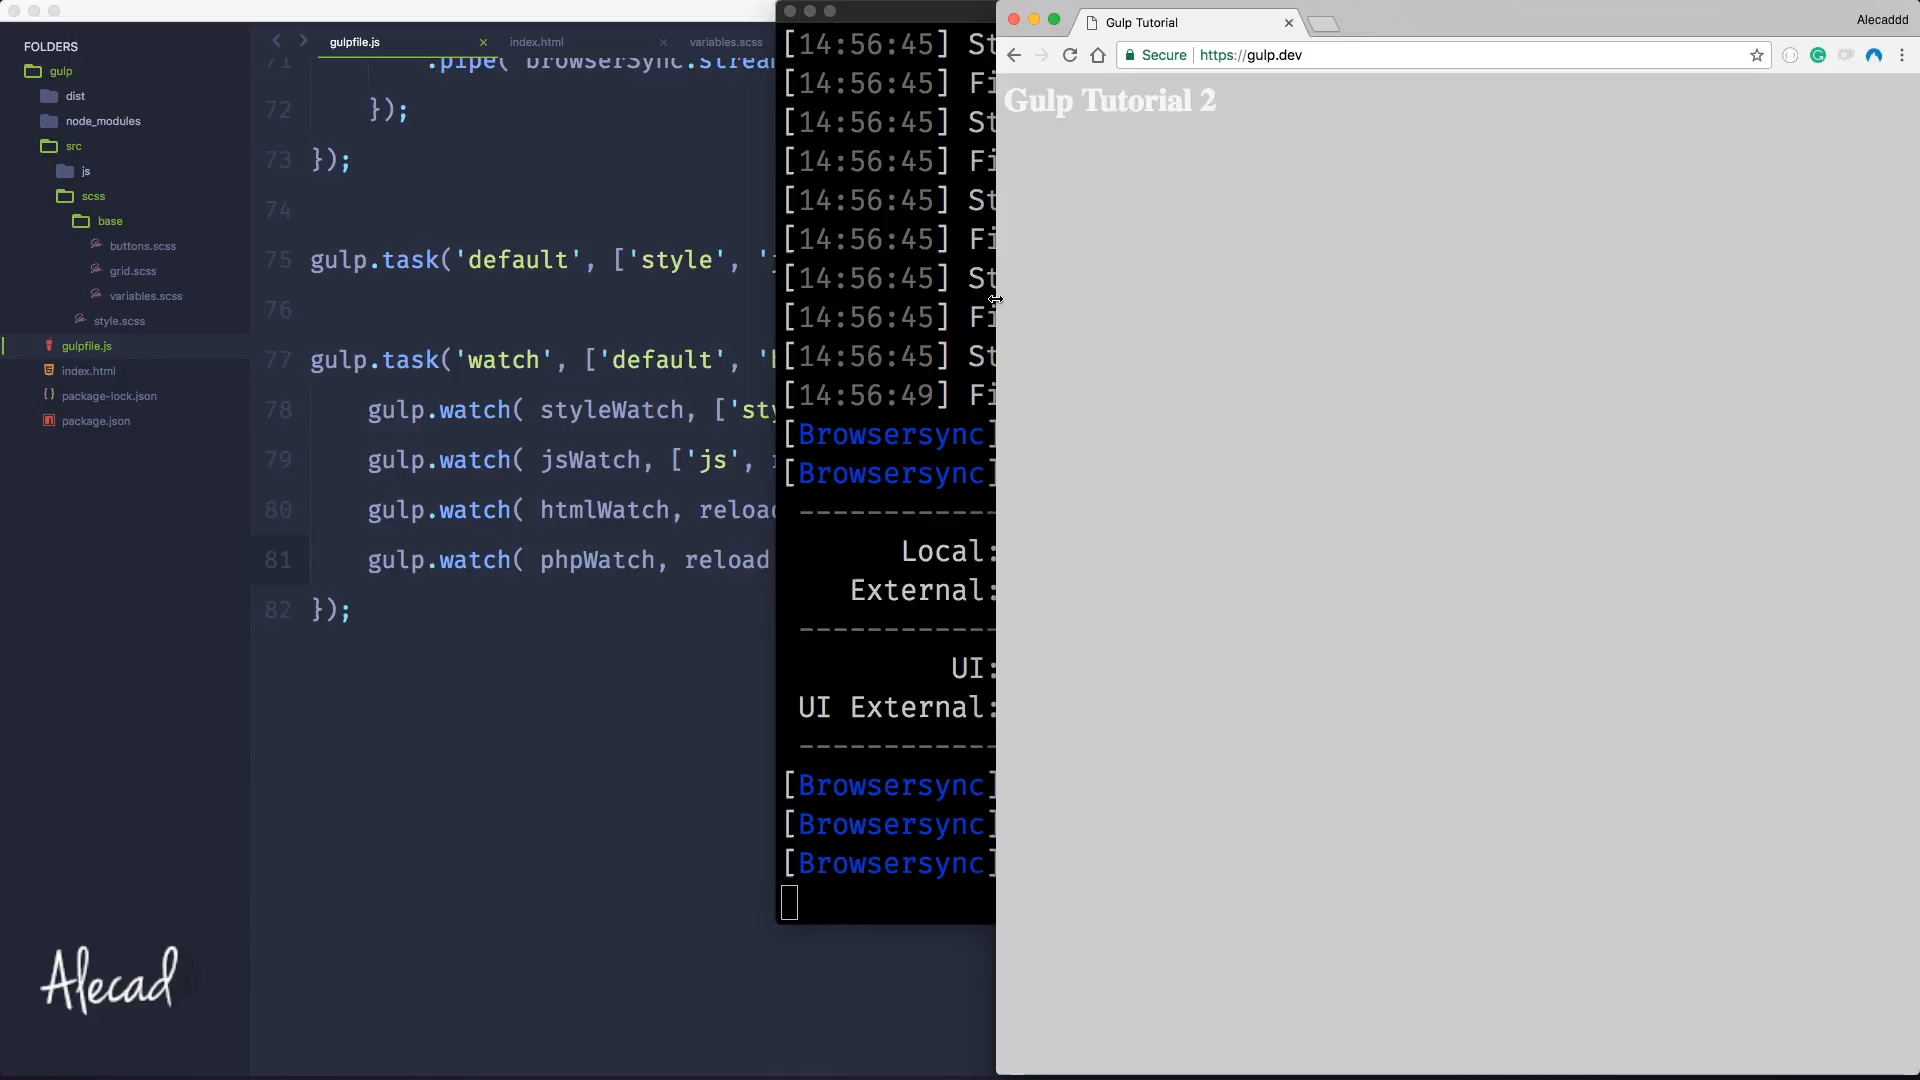 FOLDERS
gulp
dist
node_modules
src
js
scss
base
buttons.scss
grid.scss
variables.scss
style.scss
gulpfile.js
index.html
package-lock.json
package.json
Alecad
gulpfile.js
index.html
variables.scss
71 .pipe( browserSync.stream
72 });
73 });
74
75 gulp.task('default', ['style', '
76
77 gulp.task('watch', ['default', '
78 gulp.watch( styleWatch, ['sty
79 gulp.watch( jsWatch, ['js',
80 gulp.watch( htmlWatch, reload
81 gulp.watch( phpWatch, reload
82 });
[14:56:45] St
[14:56:45] Fi
[14:56:45] St
[14:56:45] Fi
[14:56:45] St
[14:56:45] Fi
[14:56:45] St
[14:56:45] Fi
[14:56:45] St
[14:56:49] Fi
[Browsersync]
[Browsersync]
------------
Local:
External:
------------
UI:
UI External:
------------
[Browsersync]
[Browsersync]
[Browsersync]
Gulp Tutorial
Alecaddd
Secure https://gulp.dev
Gulp Tutorial 2